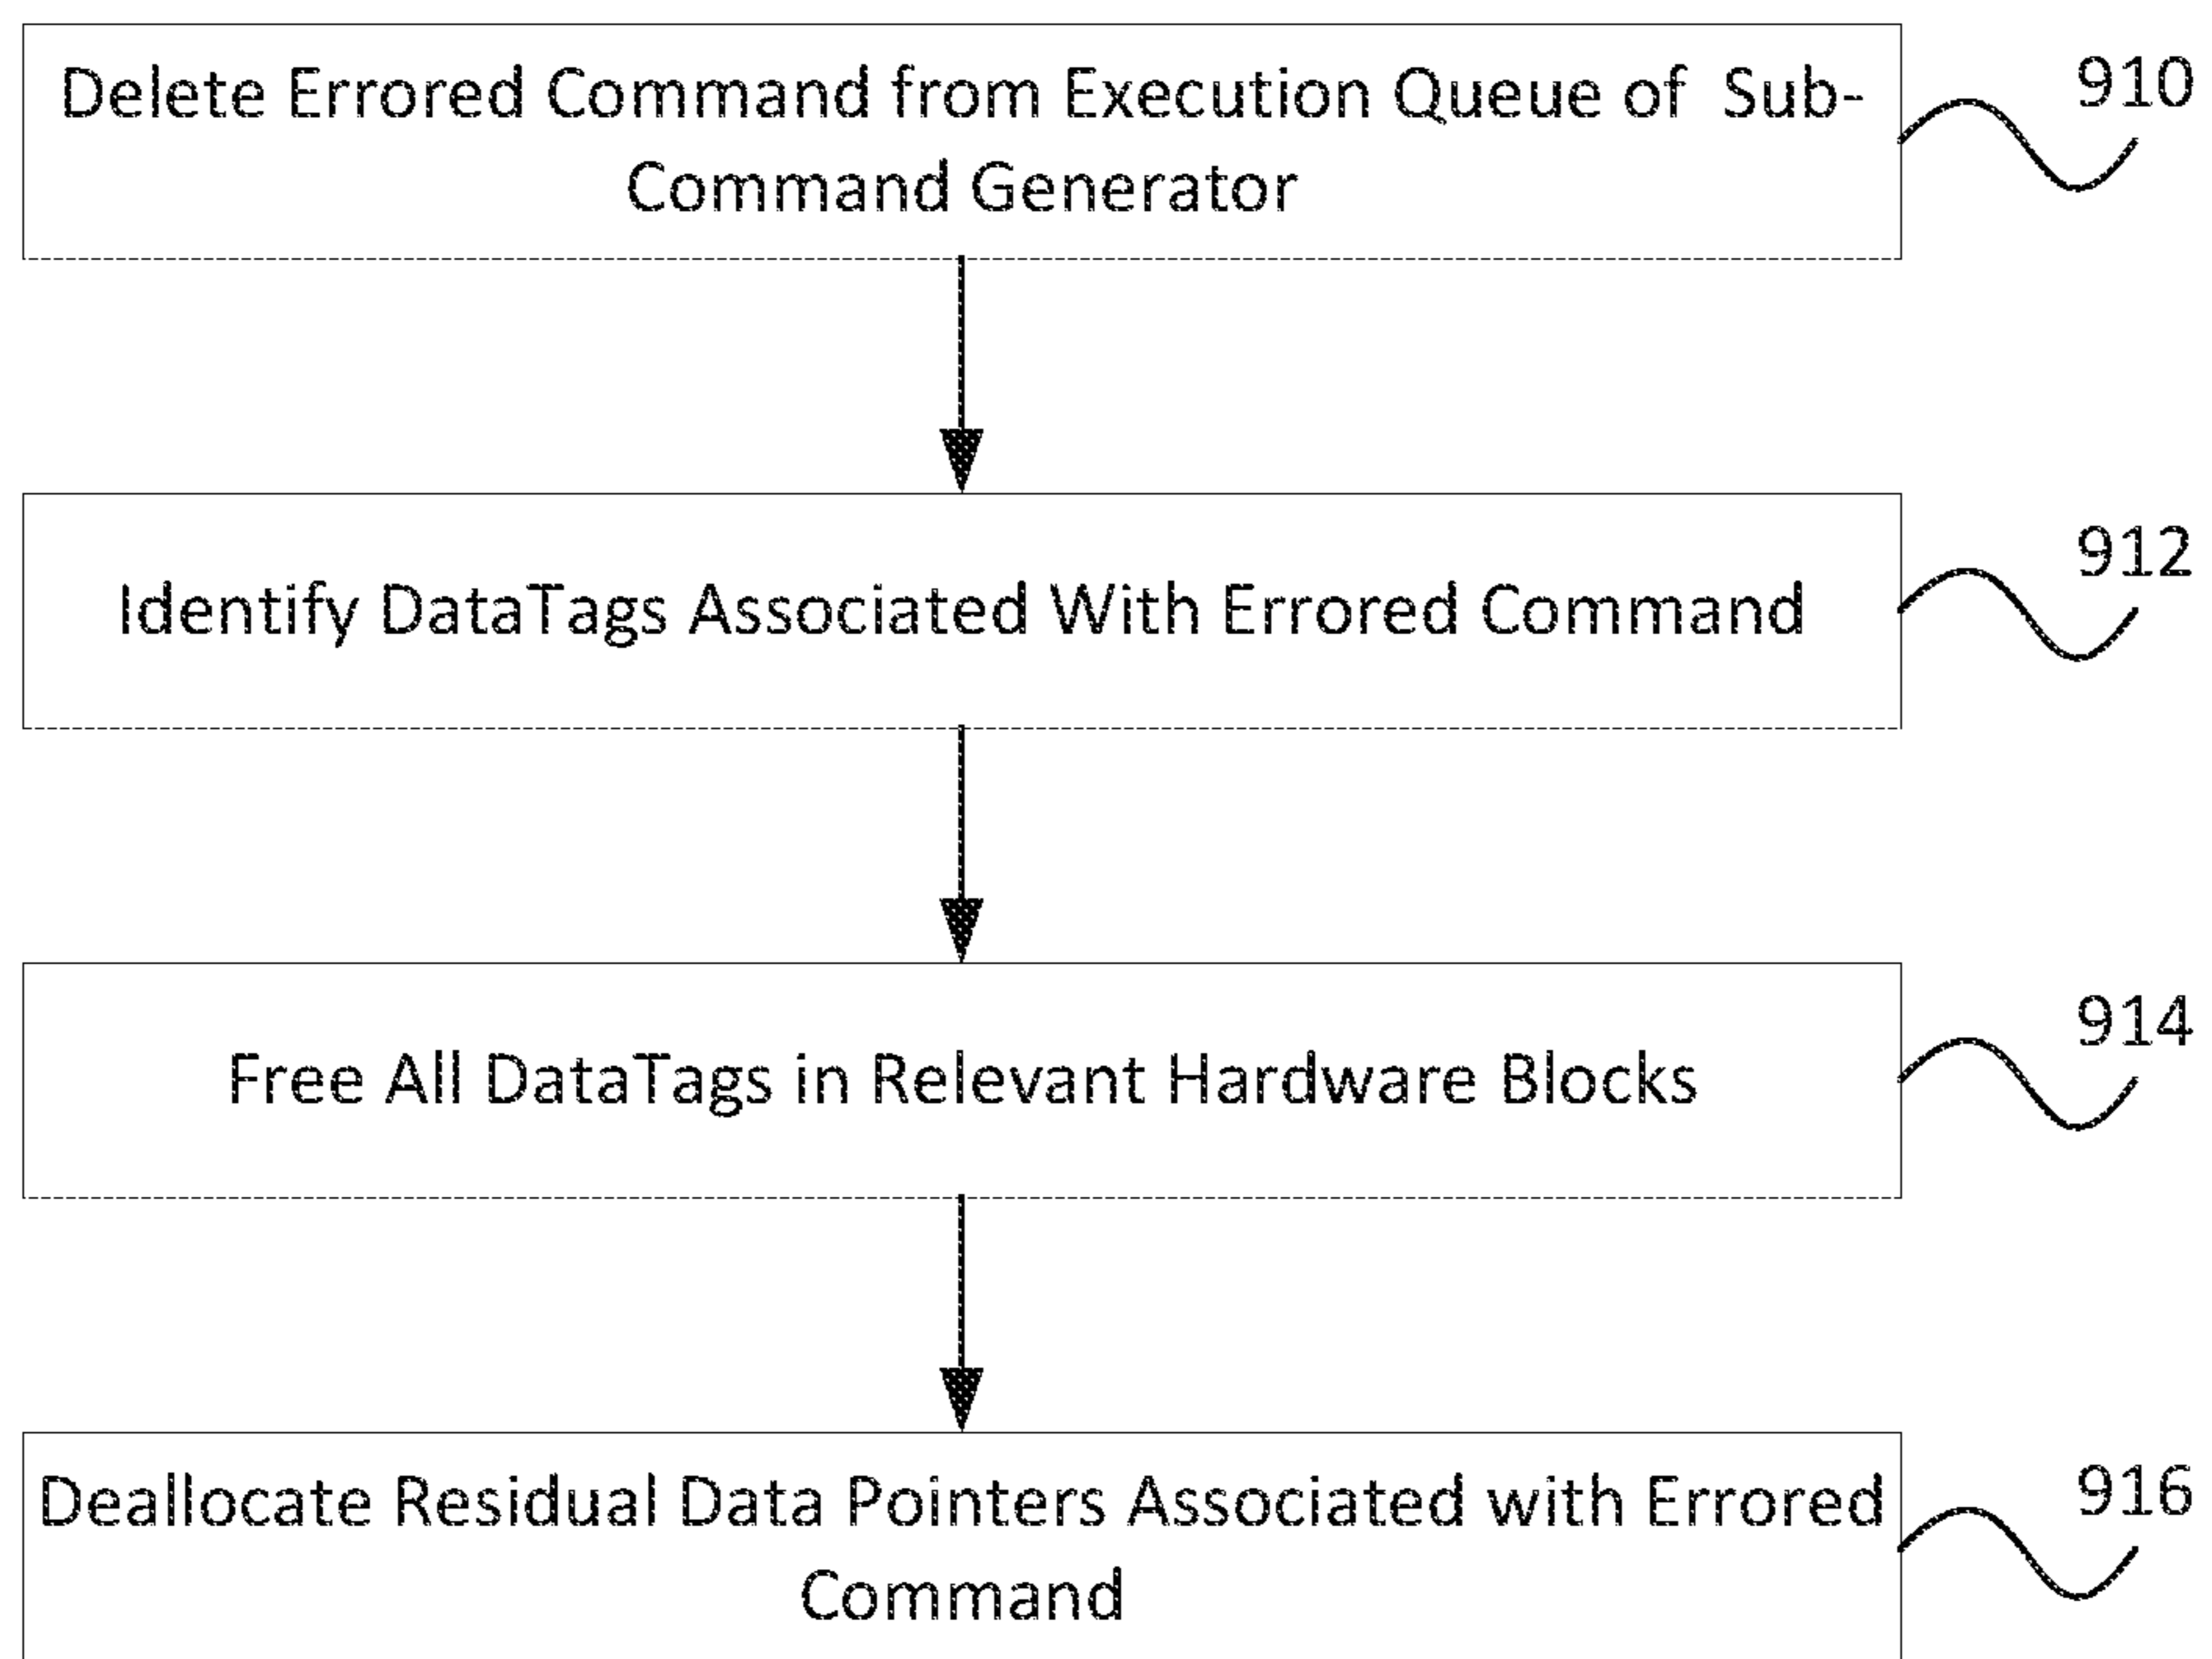 Delete Errored Command from Execution Queue of Sub-
Command Generator
910
Identify DataTags Associated With Errored Command
912
Free All DataTags in Relevant Hardware Blocks
914
Deallocate Residual Data Pointers Associated with Errored
Command
916